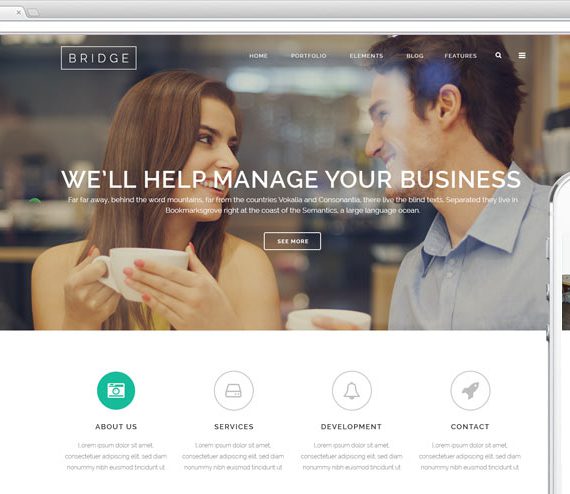 BRIDGE
HOME PORTFOLIO ELEMENTS BLOG FEATURES
WE'LL HELP MANAGE YOUR BUSINESS
Far far away, behind the word mountains, far from the countries Vokalia and Consonantia, there live the blind texts. Separated they live in
Bookmarksgrove right at the coast of the Semantics, a large language ocean.
SEE MORE
ABOUT US
Lorem ipsum dolor sit amet,
consectetuer adipiscing elit, sed diam
nonummy nibh euismod tincidunt ut
SERVICES
Lorem ipsum dolor sit amet,
consectetuer adipiscing elit, sed diam
nonummy nibh euismod tincidunt ut
DEVELOPMENT
Lorem ipsum dolor sit amet,
consectetuer adipiscing elit, sed diam
nonummy nibh euismod tincidunt ut
CONTACT
Lorem ipsum dolor sit amet,
consectetuer adipiscing elit, sed diam
nonummy nibh euismod tincidunt ut